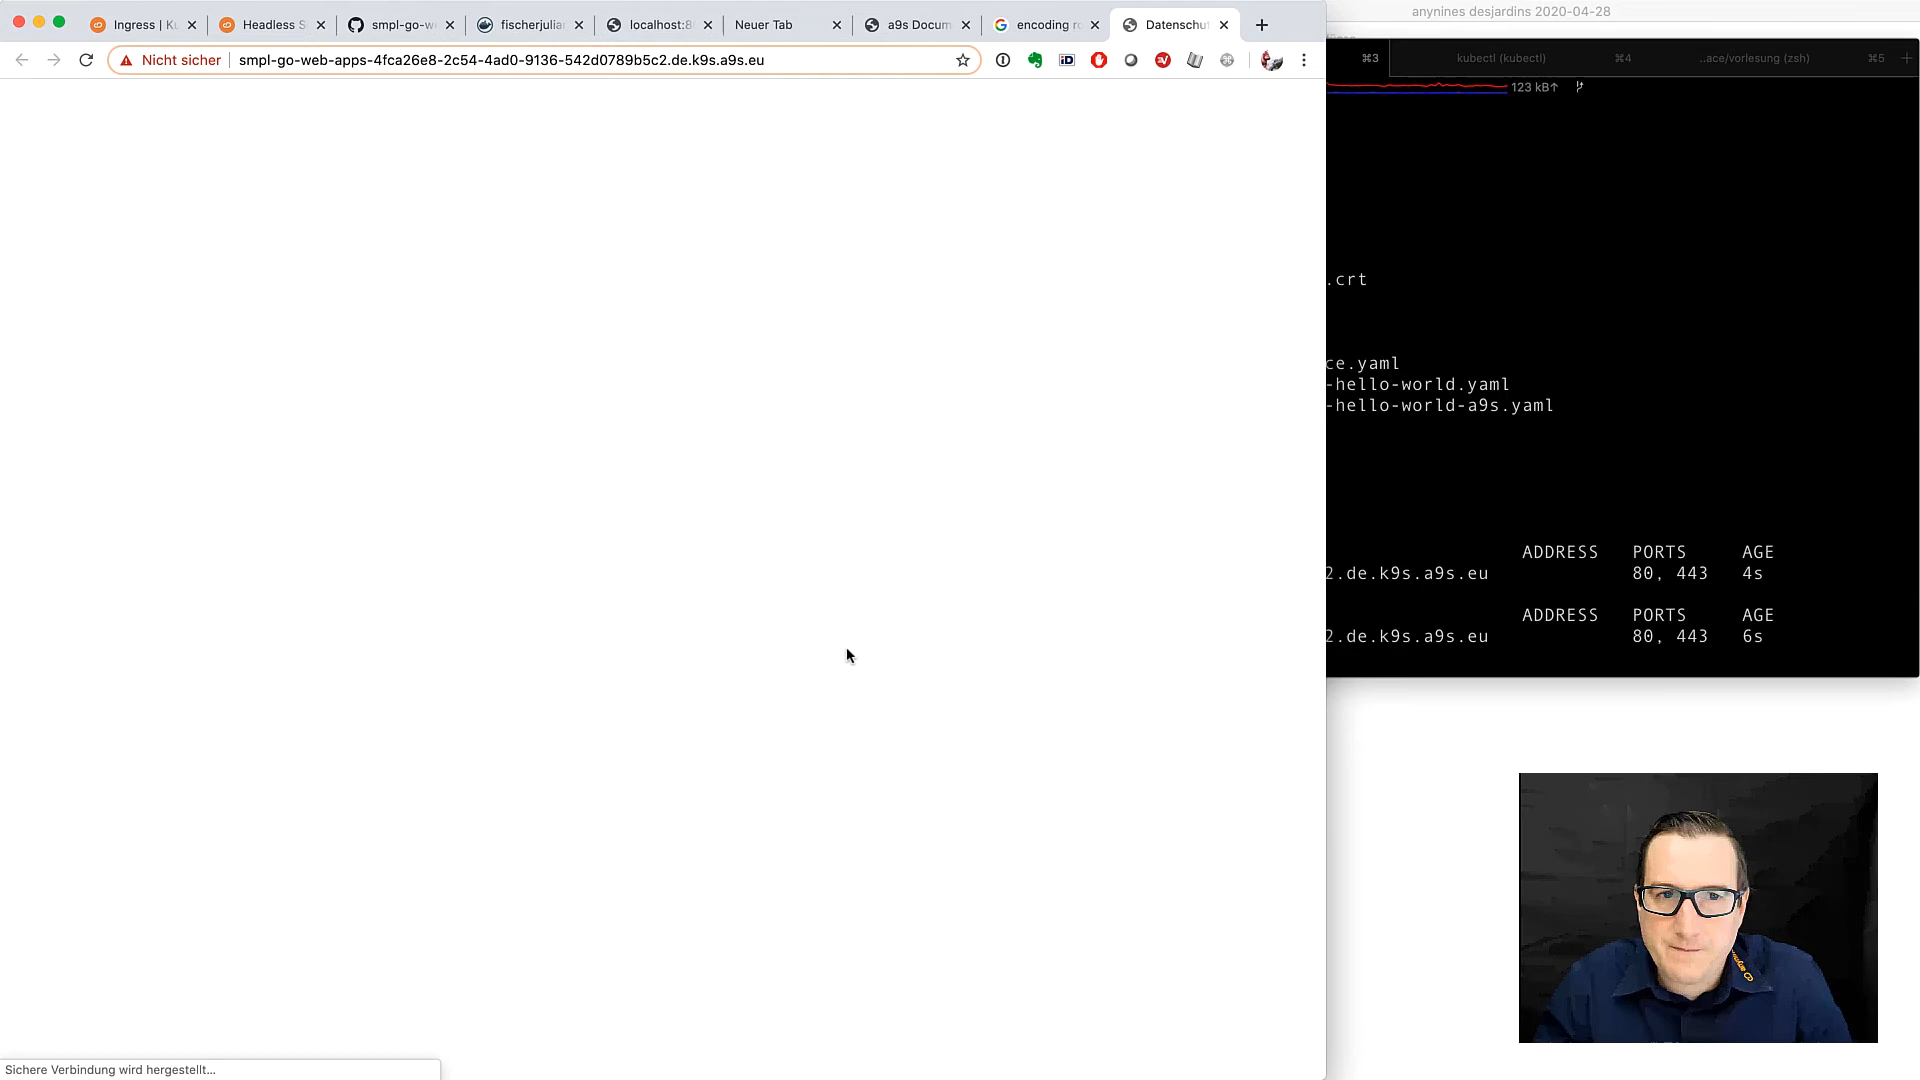 Ingress | Ku
Headless S
smpl-go-w
fischerjulia
localhost:8
Neuer Tab
a9s Docum
encoding ro
Datenschut
anynines desjardins 2020-04-28
Nicht sicher
smpl-go-web-apps-4fca26e8-2c54-4ad0-9136-542d0789b5c2.de.k9s.a9s.eu
⌘3
kubectl (kubectl)
⌘4
..ace/vorlesung (zsh)
⌘5
123 kB↑
.crt
ce.yaml
-hello-world.yaml
-hello-world-a9s.yaml
ADDRESS PORTS AGE
2.de.k9s.a9s.eu 80, 443 4s
ADDRESS PORTS AGE
2.de.k9s.a9s.eu 80, 443 6s
Sichere Verbindung wird hergestellt...